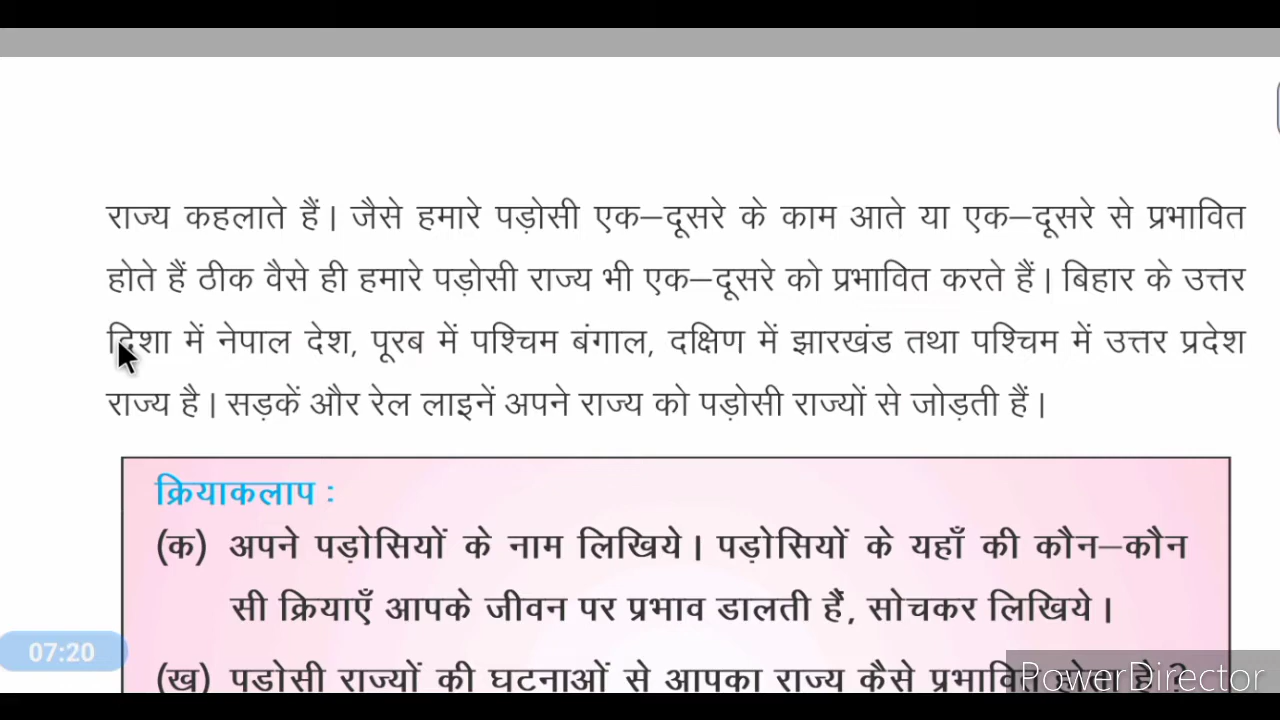 राज्य कहलाते हैं। जैसे हमारे पड़ोसी एक–दूसरे के काम आते या एक–दूसरे से प्रभावित
होते हैं ठीक वैसे ही हमारे पड़ोसी राज्य भी एक–दूसरे को प्रभावित करते हैं। बिहार के उत्तर
दिशा में नेपाल देश, पूरब में पश्चिम बंगाल, दक्षिण में झारखंड तथा पश्चिम में उत्तर प्रदेश
राज्य है। सड़कें और रेल लाइनें अपने राज्य को पड़ोसी राज्यों से जोड़ती हैं।
क्रियाकलाप :
(क) अपने पड़ोसियों के नाम लिखिये। पड़ोसियों के यहाँ की कौन–कौन
सी क्रियाएँ आपके जीवन पर प्रभाव डालती हैं, सोचकर लिखिये।
07:20
(ख) पड़ोसी राज्यों की घटनाओं से आपका राज्य कैसे प्रभावित होता है ?
PowerDirector